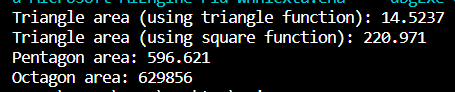 Triangle area (using triangle function): 14.5237
Triangle area (using square function): 220.971
Pentagon area: 596.621
Octagon area: 629856